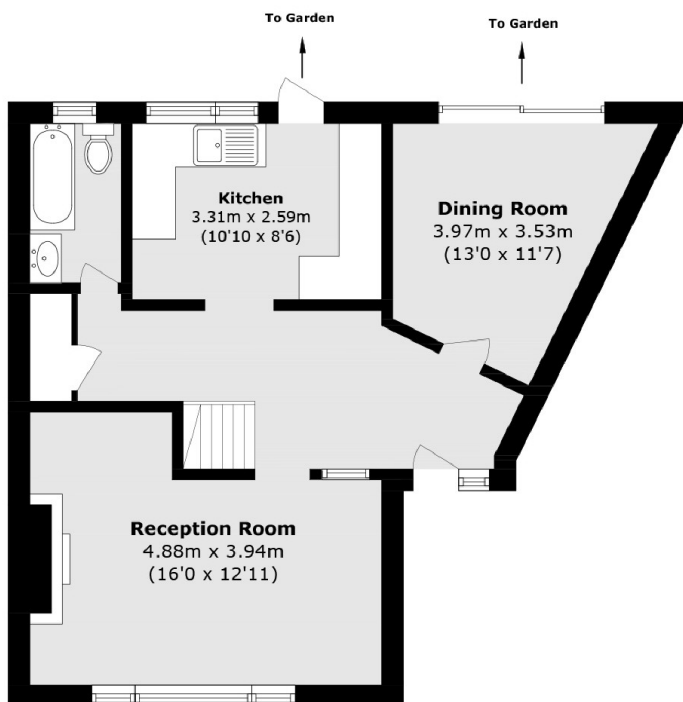 To Garden
To Garden
Kitchen
3.31m x 2.59m
(10'10 x 8'6)
Dining Room
3.97m x 3.53m
(13'0 x 11'7)
Reception Room
4.88m x 3.94m
(16'0 x 12'11)